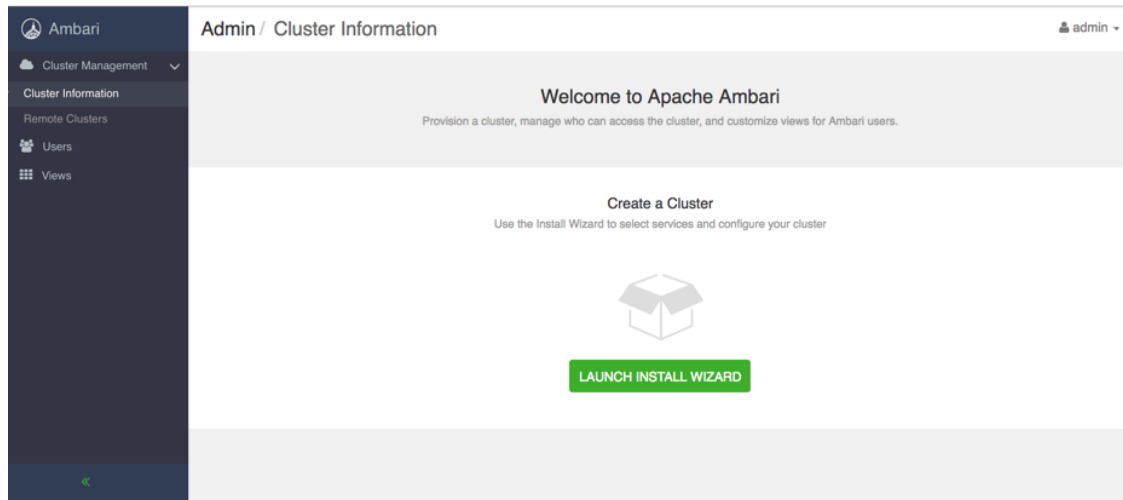 Ambari
Admin / Cluster Information
admin
Cluster Management
Cluster Information
Remote Clusters
Users
Views
Welcome to Apache Ambari
Provision a cluster, manage who can access the cluster, and customize views for Ambari users.
Create a Cluster
Use the Install Wizard to select services and configure your cluster
LAUNCH INSTALL WIZARD